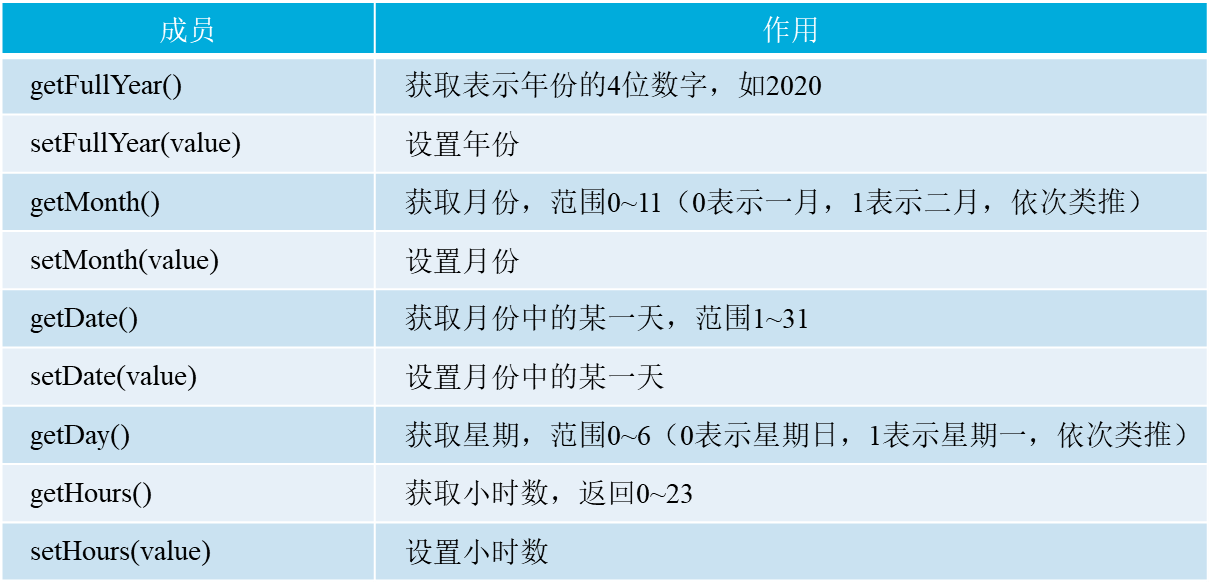 成员 作用
getFullYear() 获取表示年份的4位数字，如2020
setFullYear(value) 设置年份
getMonth() 获取月份，范围0~11（0表示一月，1表示二月，依次类推）
setMonth(value) 设置月份
getDate() 获取月份中的某一天，范围1~31
setDate(value) 设置月份中的某一天
getDay() 获取星期，范围0~6（0表示星期日，1表示星期一，依次类推）
getHours() 获取小时数，返回0~23
setHours(value) 设置小时数